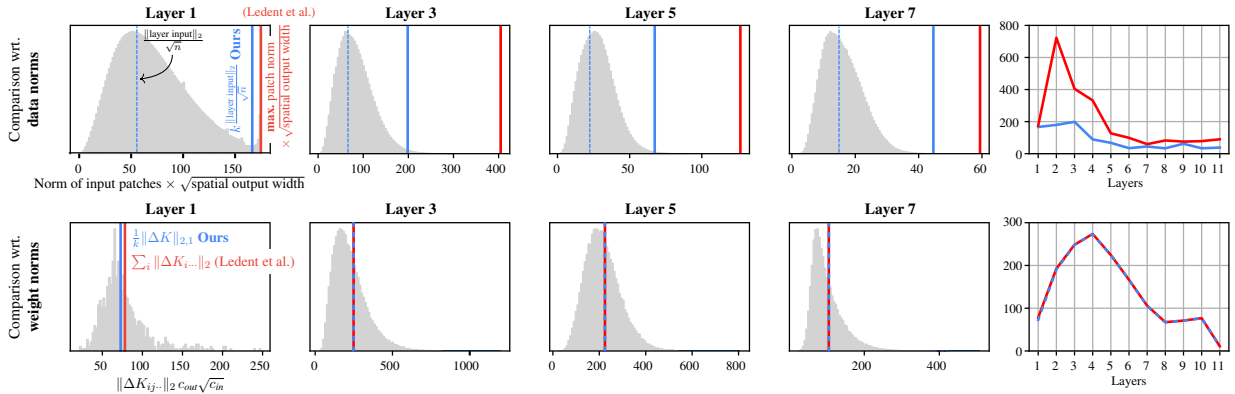 Layer 1
(Ledent et al.)
Layer 3
Layer 5
Layer 7
Comparison wrt.
data norms
‖layer input‖₂ / √n
k ‖layer input‖₂ / √n Ours
max. patch norm
× √spatial output width
0 50 100 150
0 100 200 300 400
0 50 100
0 20 40 60
800
600
400
200
0
1 2 3 4 5 6 7 8 9 10 11
Layers
Norm of input patches × √spatial output width
Layer 1
Layer 3
Layer 5
Layer 7
Comparison wrt.
weight norms
1/k ‖ΔK‖₂,₁ Ours
∑ᵢ ‖ΔKᵢ...‖₂ (Ledent et al.)
0 50 100 150 200 250
0 500 1000
0 200 400 600 800
0 200 400
300
200
100
0
1 2 3 4 5 6 7 8 9 10 11
Layers
‖ΔKᵢⱼ..‖₂ c_out √c_in